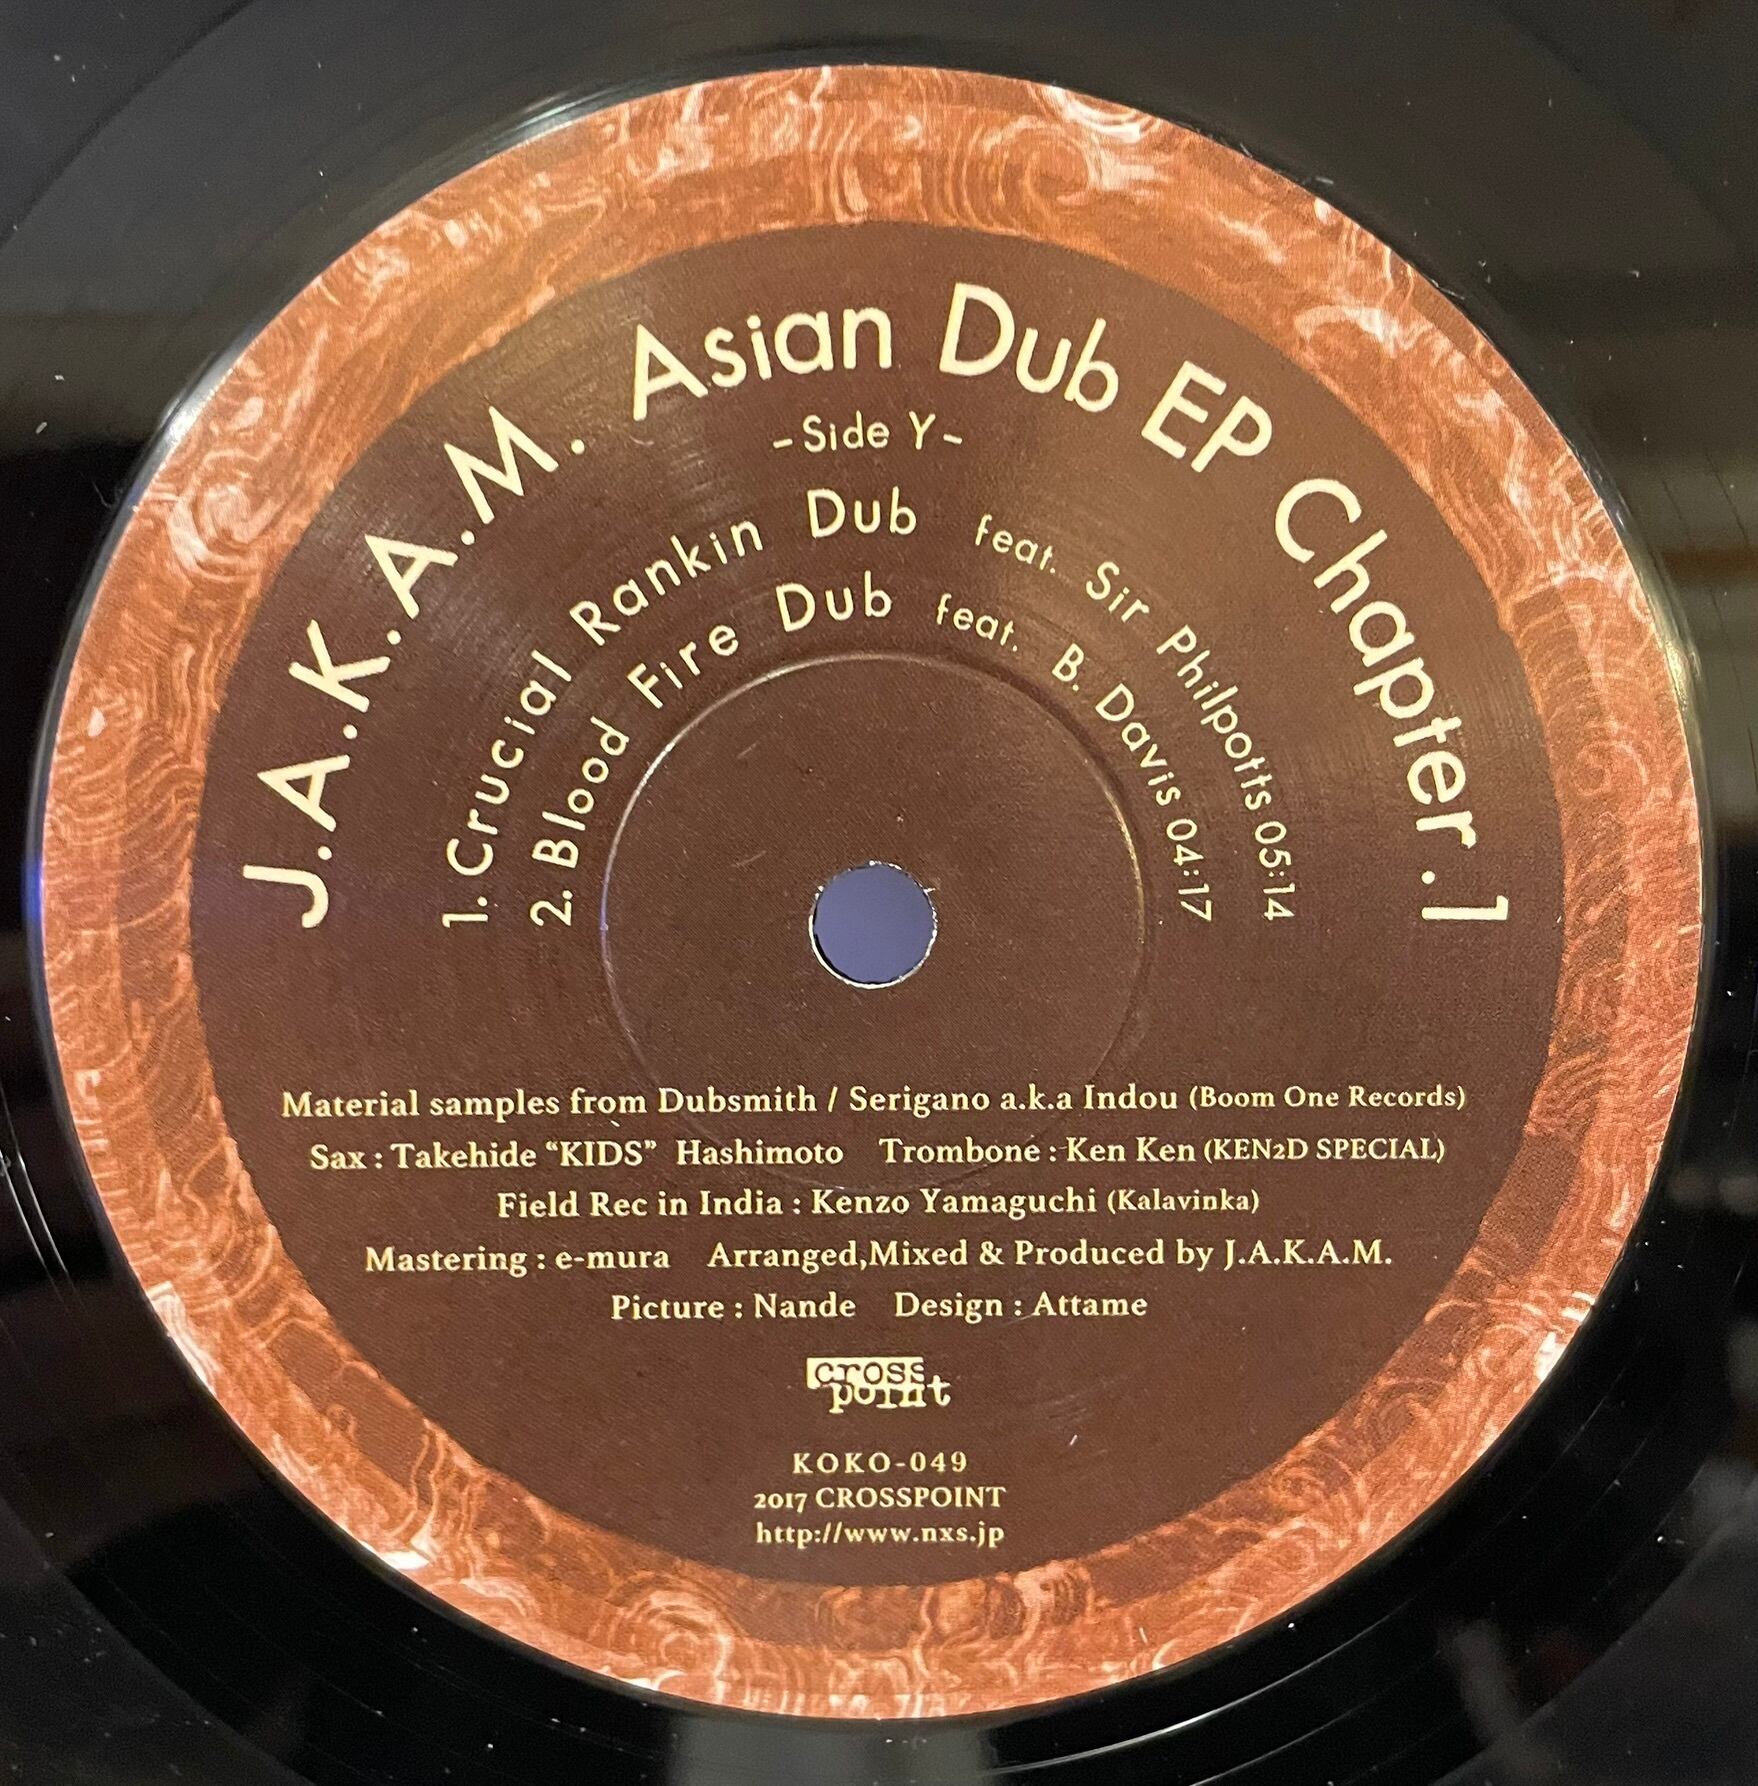 J.A.K.A.M. Asian Dub EP Chapter.1
-Side Y-
1.Crucial Rankin Dub feat. Sir Philpotts 05:14
2.Blood Fire Dub feat. B. Davis 04:17
Material samples from Dubsmith / Serigano a.k.a Indou (Boom One Records)
Sax : Takehide “KIDS” Hashimoto Trombone : Ken Ken (KEN2D SPECIAL)
Field Rec in India : Kenzo Yamaguchi (Kalavinka)
Mastering : e-mura Arranged,Mixed & Produced by J.A.K.A.M.
Picture : Nande Design : Attame
cross
point
KOKO-049
2017 CROSSPOINT
http://www.nxs.jp